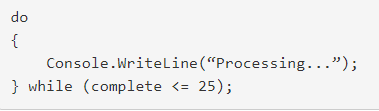 do
{
    Console.WriteLine(“Processing...”);
} while (complete <= 25);